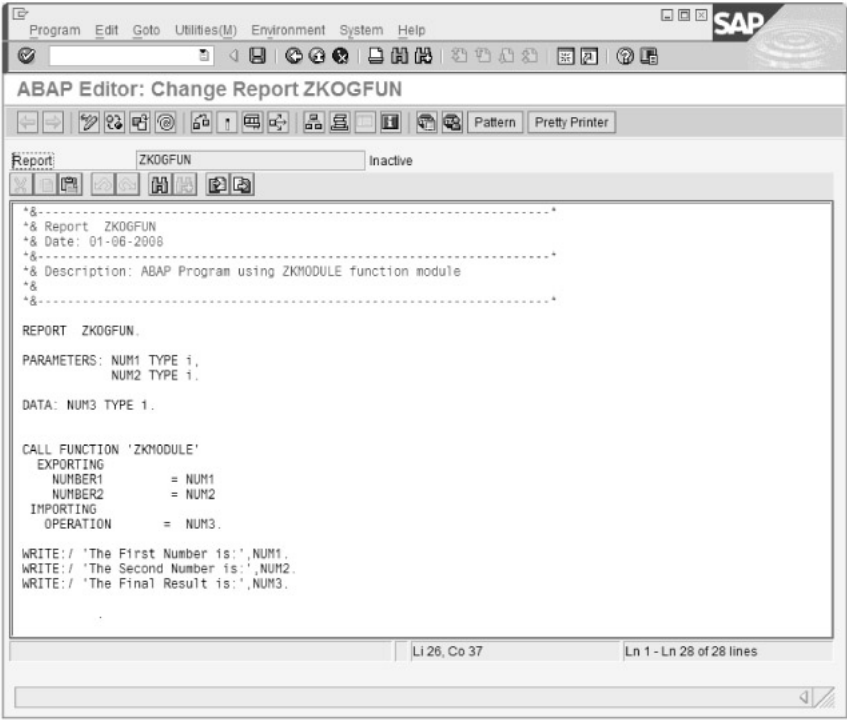 Program Edit Goto Utilities(M) Environment System Help
SAP
ABAP Editor: Change Report ZKOGFUN
Pattern Pretty Printer
Report ZKOGFUN Inactive
*&---------------------------------------------------------------------*
*& Report ZKOGFUN
*& Date: 01-06-2008
*&---------------------------------------------------------------------*
*& Description: ABAP Program using ZKMODULE function module
*&
*&---------------------------------------------------------------------*
REPORT ZKOGFUN.
PARAMETERS: NUM1 TYPE i,
NUM2 TYPE i.
DATA: NUM3 TYPE i.
CALL FUNCTION 'ZKMODULE'
EXPORTING
NUMBER1 = NUM1
NUMBER2 = NUM2
IMPORTING
OPERATION = NUM3.
WRITE:/ 'The First Number is:',NUM1.
WRITE:/ 'The Second Number is:',NUM2.
WRITE:/ 'The Final Result is:',NUM3.
.
Li 26, Co 37 Ln 1 - Ln 28 of 28 lines